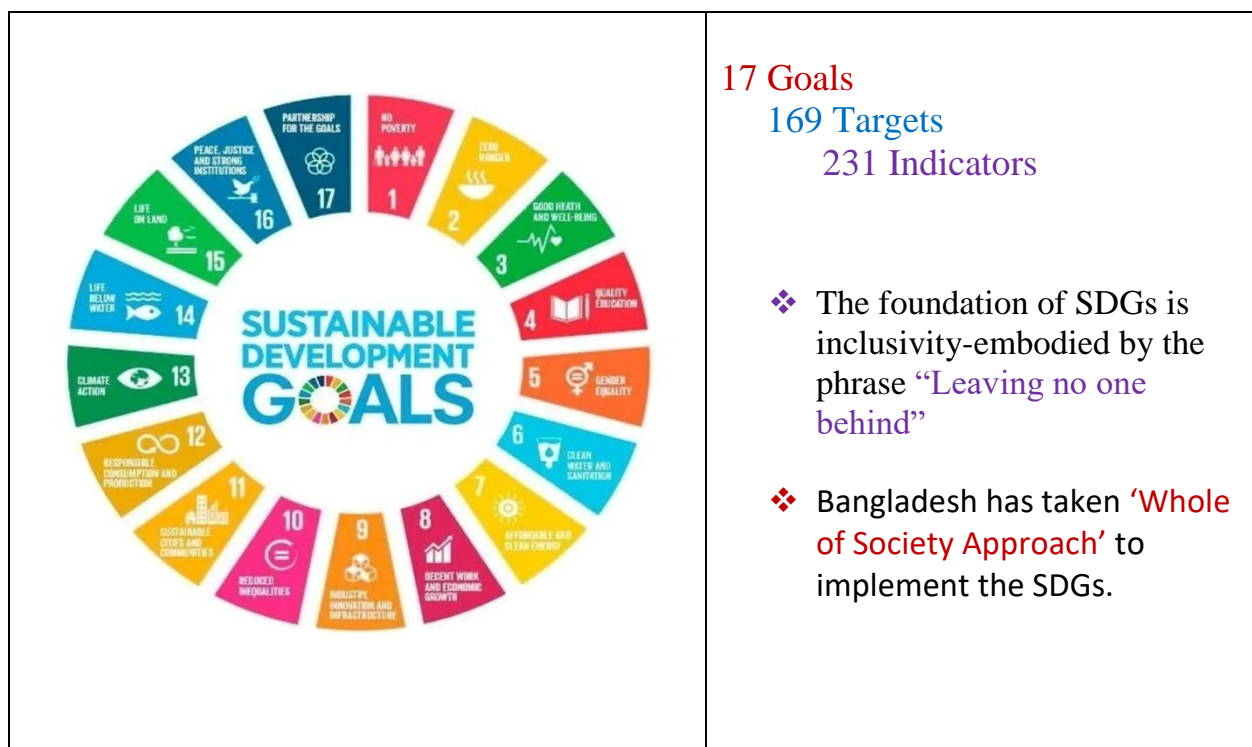 PARTNERSHIP
FOR THE GOALS
17
NO
POVERTY
1
ZERO
HUNGER
2
GOOD HEATH
AND WELL-BEING
3
QUALITY
EDUCATION
4
GENDER
EQUALITY
5
CLEAN
WATER AND
SANITATION
6
AFFORDABLE AND
CLEAN ENERGY
7
DECENT WORK
AND ECONOMIC
GROWTH
8
INDUSTRY,
INNOVATION AND
INFRASTRUCTURE
9
REDUCED
INEQUALITIES
10
SUSTAINABLE
CITIES AND
COMMUNITIES
11
RESPONSIBLE
CONSUMPTION AND
PRODUCTION
12
CLIMATE
ACTION
13
LIFE
BELOW
WATER
14
LIFE
ON LAND
15
PEACE, JUSTICE
AND STRONG
INSTITUTIONS
16
SUSTAINABLE
DEVELOPMENT
GOALS
17 Goals
169 Targets
231 Indicators
❖ The foundation of SDGs is
inclusivity-embodied by the
phrase “Leaving no one
behind”
❖ Bangladesh has taken ‘Whole
of Society Approach’ to
implement the SDGs.